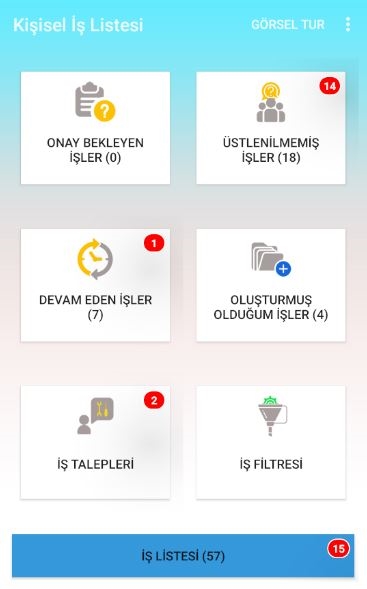 Kişisel İş Listesi
GÖRSEL TUR
14
ONAY BEKLEYEN
İŞLER (0)
ÜSTLENİLMEMİŞ
İŞLER (18)
1
DEVAM EDEN İŞLER
(7)
OLUŞTURMUŞ
OLDUĞUM İŞLER (4)
2
İŞ TALEPLERİ
İŞ FİLTRESİ
İŞ LİSTESİ (57)
15